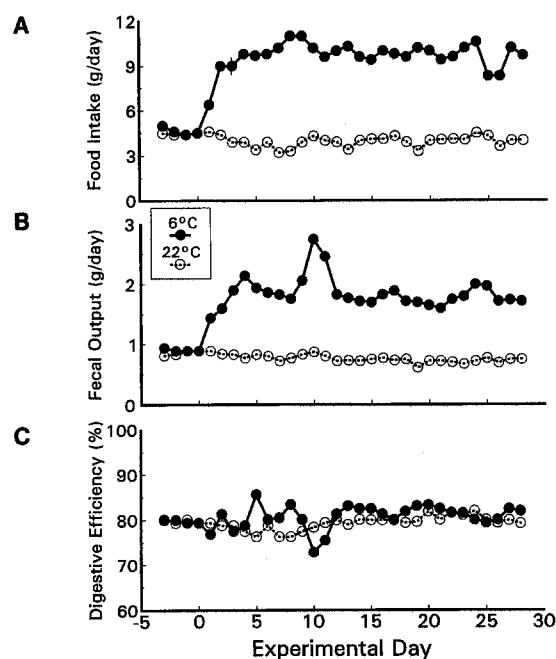 A
Food Intake (g/day)
12
9
6
3
0
B
Fecal Output (g/day)
3
2
1
0
6°C
22°C
C
Digestive Efficiency (%)
100
90
80
70
60
-5 0 5 10 15 20 25 30
Experimental Day